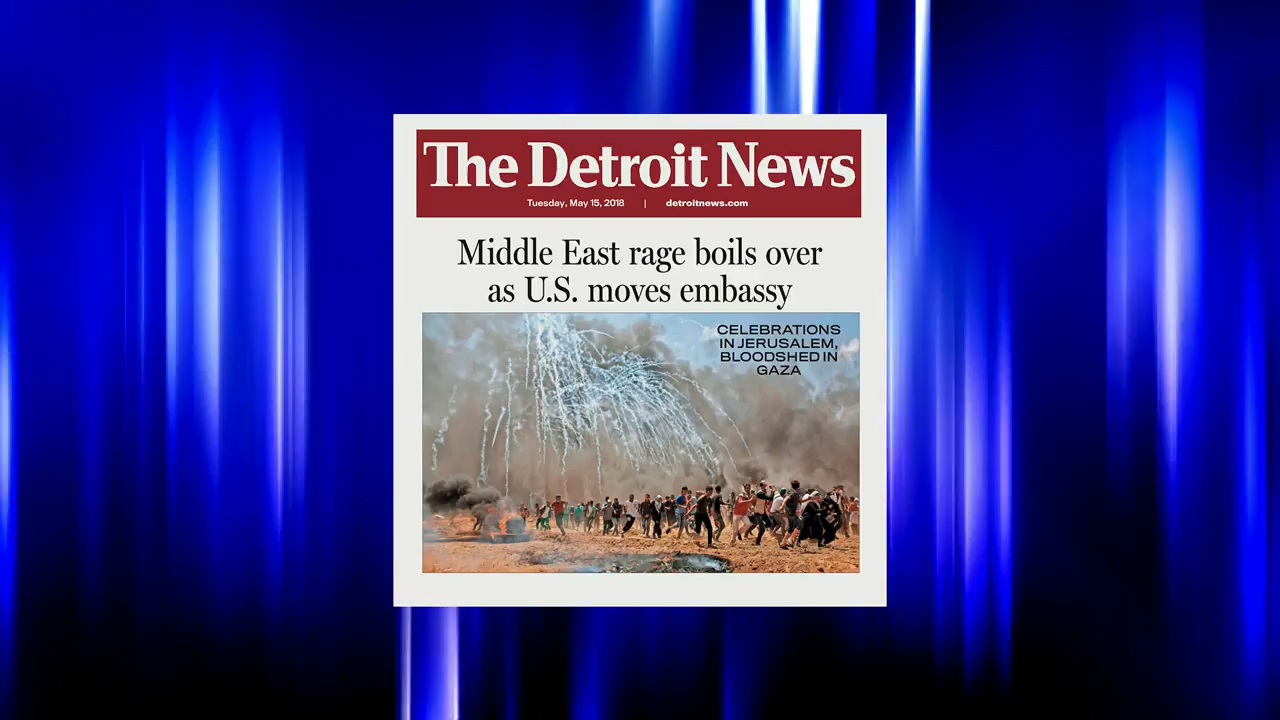 The Detroit News
Tuesday, May 15, 2018 | detroitnews.com
Middle East rage boils over
as U.S. moves embassy
CELEBRATIONS
IN JERUSALEM,
BLOODSHED IN
GAZA